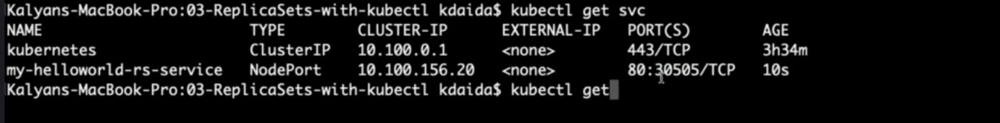 Kalyans-MacBook-Pro:03-ReplicaSets-with-kubectl kdaida$ kubectl get svc
NAME TYPE CLUSTER-IP EXTERNAL-IP PORT(S) AGE
kubernetes ClusterIP 10.100.0.1 <none> 443/TCP 3h34m
my-helloworld-rs-service NodePort 10.100.156.20 <none> 80:30505/TCP 10s
Kalyans-MacBook-Pro:03-ReplicaSets-with-kubectl kdaida$ kubectl get